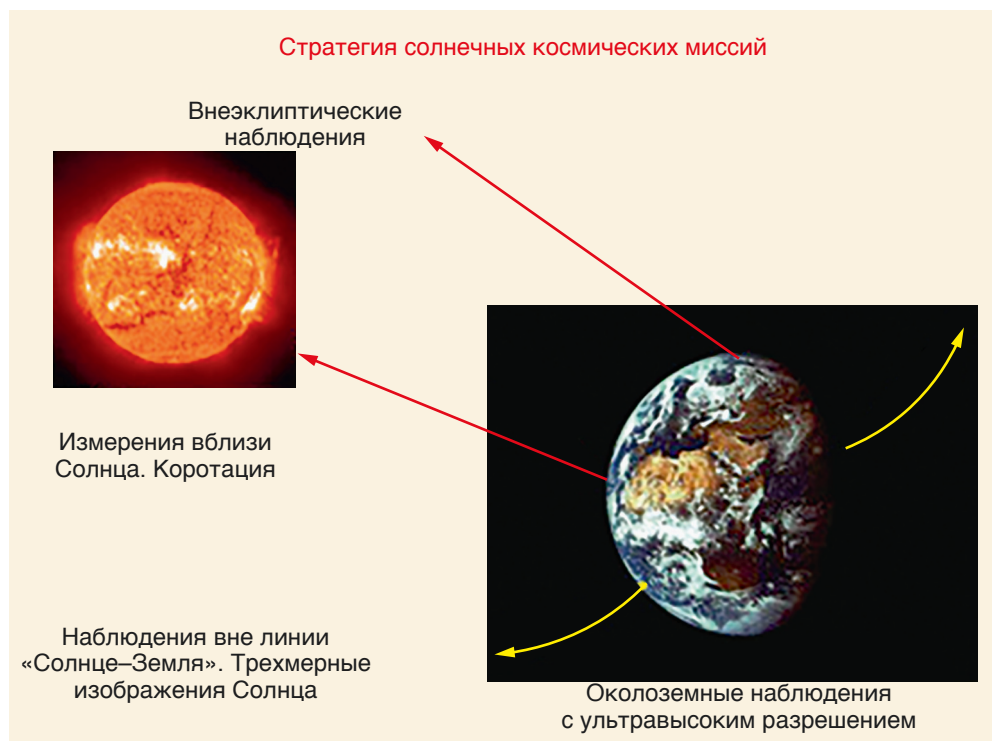 Стратегия солнечных космических миссий
Внеэклиптические
наблюдения
Измерения вблизи
Солнца. Коротация
Наблюдения вне линии
«Солнце–Земля». Трехмерные
изображения Солнца
Околоземные наблюдения
с ультравысоким разрешением